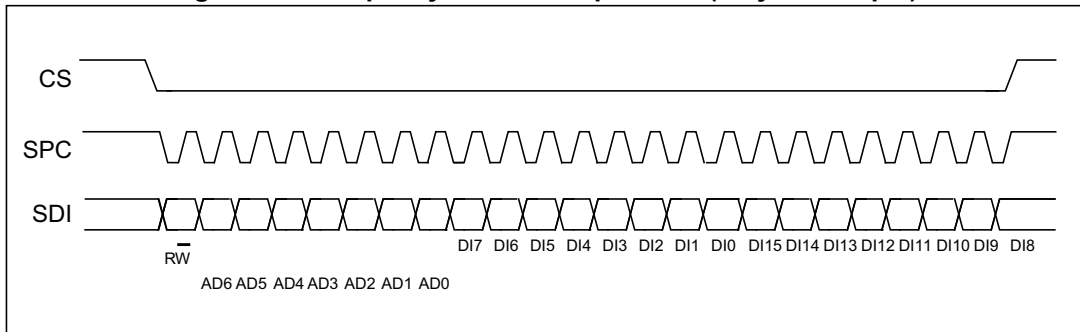 CS
SPC
SDI
DI7 DI6 DI5 DI4 DI3 DI2 DI1 DI0 DI15 DI14 DI13 DI12 DI11 DI10 DI9 DI8
RW̅
AD6 AD5 AD4 AD3 AD2 AD1 AD0